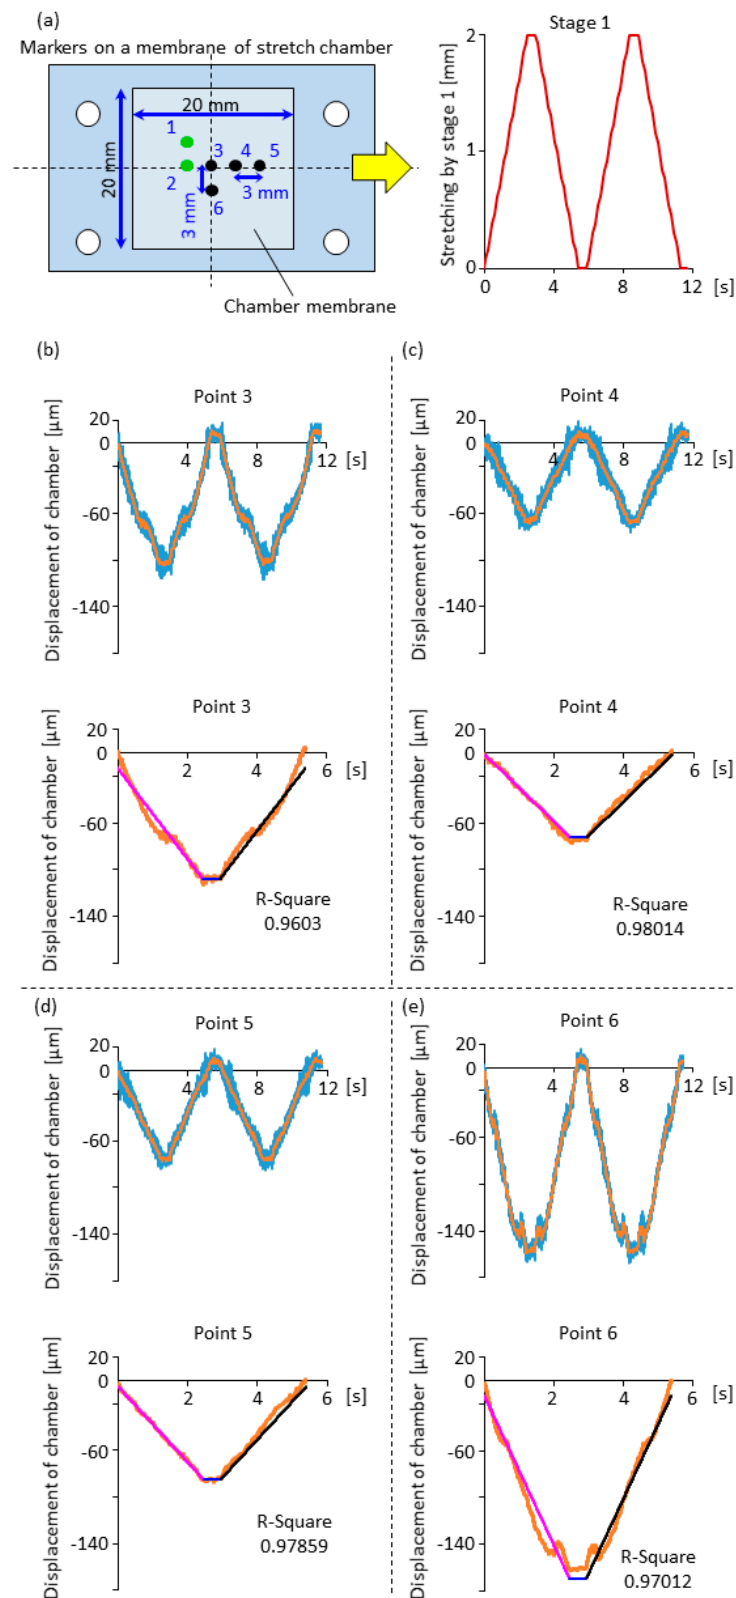 (a)
Markers on a membrane of stretch chamber
20 mm
20 mm
1
2
3
4
5
6
3 mm
3 mm
Chamber membrane
Stage 1
Stretching by stage 1 [mm]
2
1
0
0
4
8
12
[s]
(b)
Point 3
Displacement of chamber [µm]
20
0
-60
-140
4
8
12
[s]
Point 3
Displacement of chamber [µm]
20
0
-60
-140
2
4
6
[s]
R-Square
0.9603
(c)
Point 4
Displacement of chamber [µm]
20
0
-60
-140
4
8
12
[s]
Point 4
Displacement of chamber [µm]
20
0
-60
-140
2
4
6
[s]
R-Square
0.98014
(d)
Point 5
Displacement of chamber [µm]
20
0
-60
-140
4
8
12
[s]
Point 5
Displacement of chamber [µm]
20
0
-60
-140
2
4
6
[s]
R-Square
0.97859
(e)
Point 6
Displacement of chamber [µm]
20
0
-60
-140
4
8
12
[s]
Point 6
Displacement of chamber [µm]
20
0
-60
-140
2
4
6
[s]
R-Square
0.97012